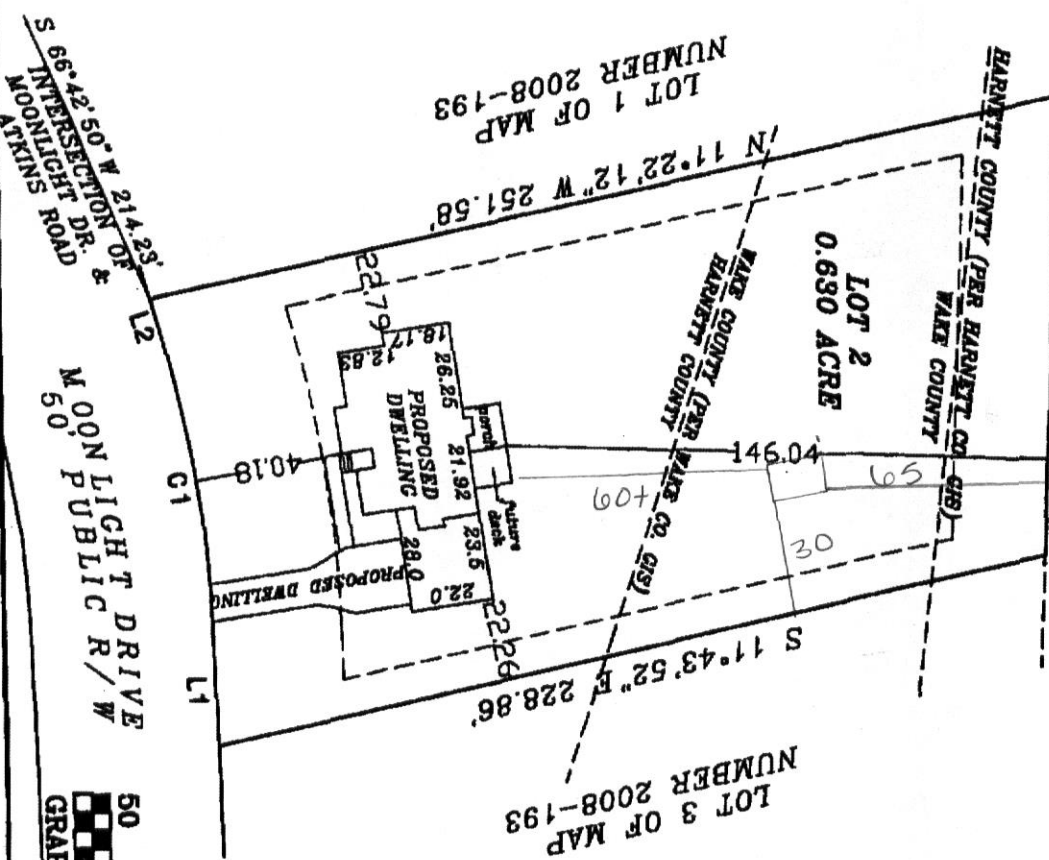 HARNETT COUNTY (PER HARNETT CO. GIS)
WAKE COUNTY
LOT 1 OF MAP
NUMBER 2008-193
N 11°22'12" W 251.58'
LOT 2
0.630 ACRE
WAKE COUNTY (PER WAKE CO. GIS)
HARNETT COUNTY
S 66°42'50" W 214.23'
INTERSECTION OF
MOONLIGHT DR. &
ATKINS ROAD
L2
22.79
18.17
12.83
26.25
porch
PROPOSED
DWELLING
21.92
future
deck
23.5
28.0
22.0
22.26
40.18
146.04'
60+
65
30
C1
PROPOSED DWELLING
L1
MOONLIGHT DRIVE
50' PUBLIC R/W
S 11°43'52" E 228.86'
LOT 3 OF MAP
NUMBER 2008-193
50
GRA